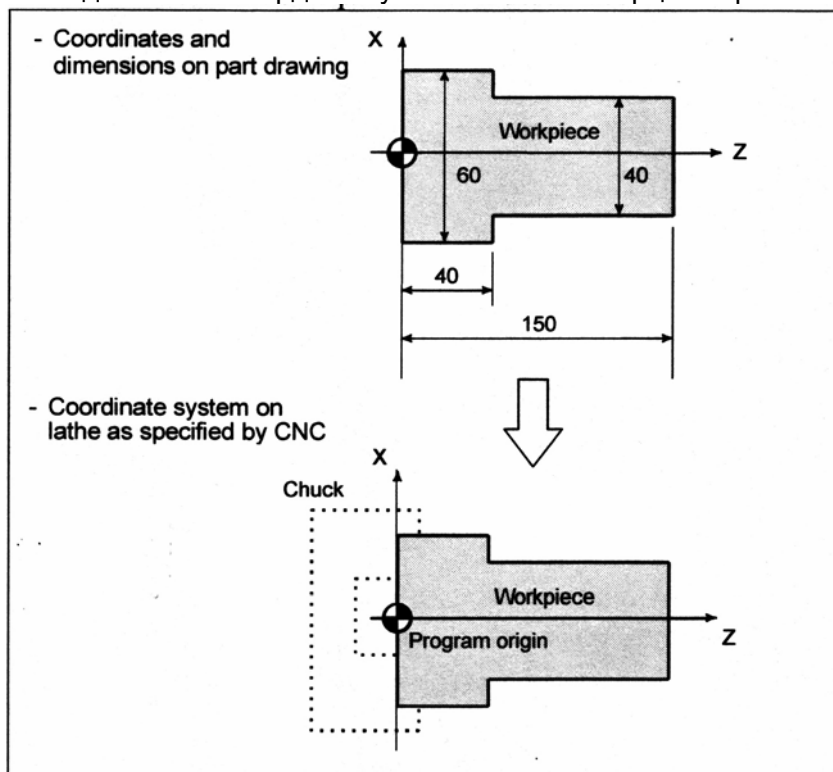 - Coordinates and
dimensions on part drawing
X
Workpiece
Z
60
40
40
150
- Coordinate system on
lathe as specified by CNC
X
Chuck
Workpiece
Program origin
Z